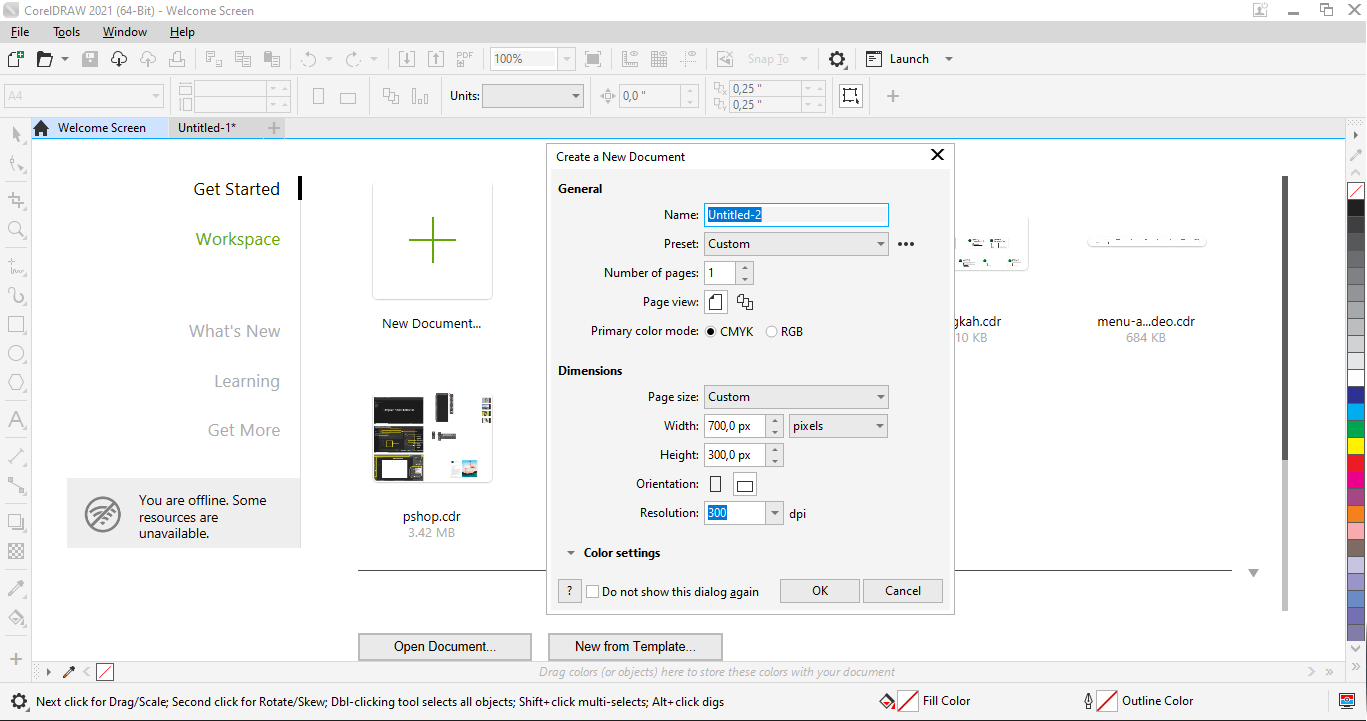 CorelDRAW 2021 (64-Bit) - Welcome Screen
File Tools Window Help
PDF 100% Snap To Launch
A4 Units: 0,0 " 0,25 "
0,25 "
Welcome Screen Untitled-1*
Get Started
Workspace
What's New
Learning
Get More
You are offline. Some
resources are
unavailable.
New Document...
pshop.cdr
3.42 MB
gkah.cdr
10 KB
menu-a...deo.cdr
684 KB
Create a New Document
General
Name: Untitled-2
Preset: Custom
Number of pages: 1
Page view:
Primary color mode: CMYK RGB
Dimensions
Page size: Custom
Width: 700,0 px pixels
Height: 300,0 px
Orientation:
Resolution: 300 dpi
Color settings
? Do not show this dialog again OK Cancel
Open Document... New from Template...
Drag colors (or objects) here to store these colors with your document
Next click for Drag/Scale; Second click for Rotate/Skew; Dbl-clicking tool selects all objects; Shift+click multi-selects; Alt+click digs Fill Color Outline Color